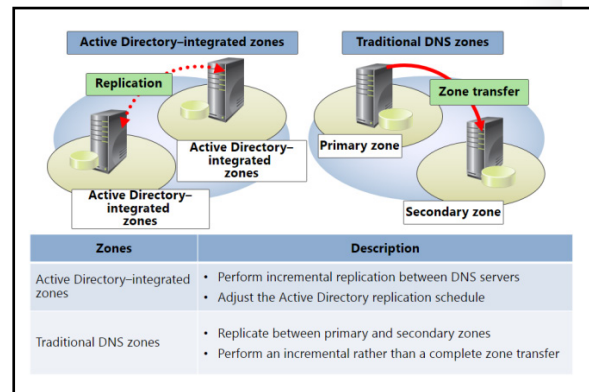 Active Directory–integrated zones
Traditional DNS zones
Replication
Zone transfer
Active Directory–
integrated
zones
Active Directory–
integrated
zones
Primary zone
Secondary zone
Zones
Description
Active Directory–integrated
zones
• Perform incremental replication between DNS servers
• Adjust the Active Directory replication schedule
Traditional DNS zones
• Replicate between primary and secondary zones
• Perform an incremental rather than a complete zone transfer